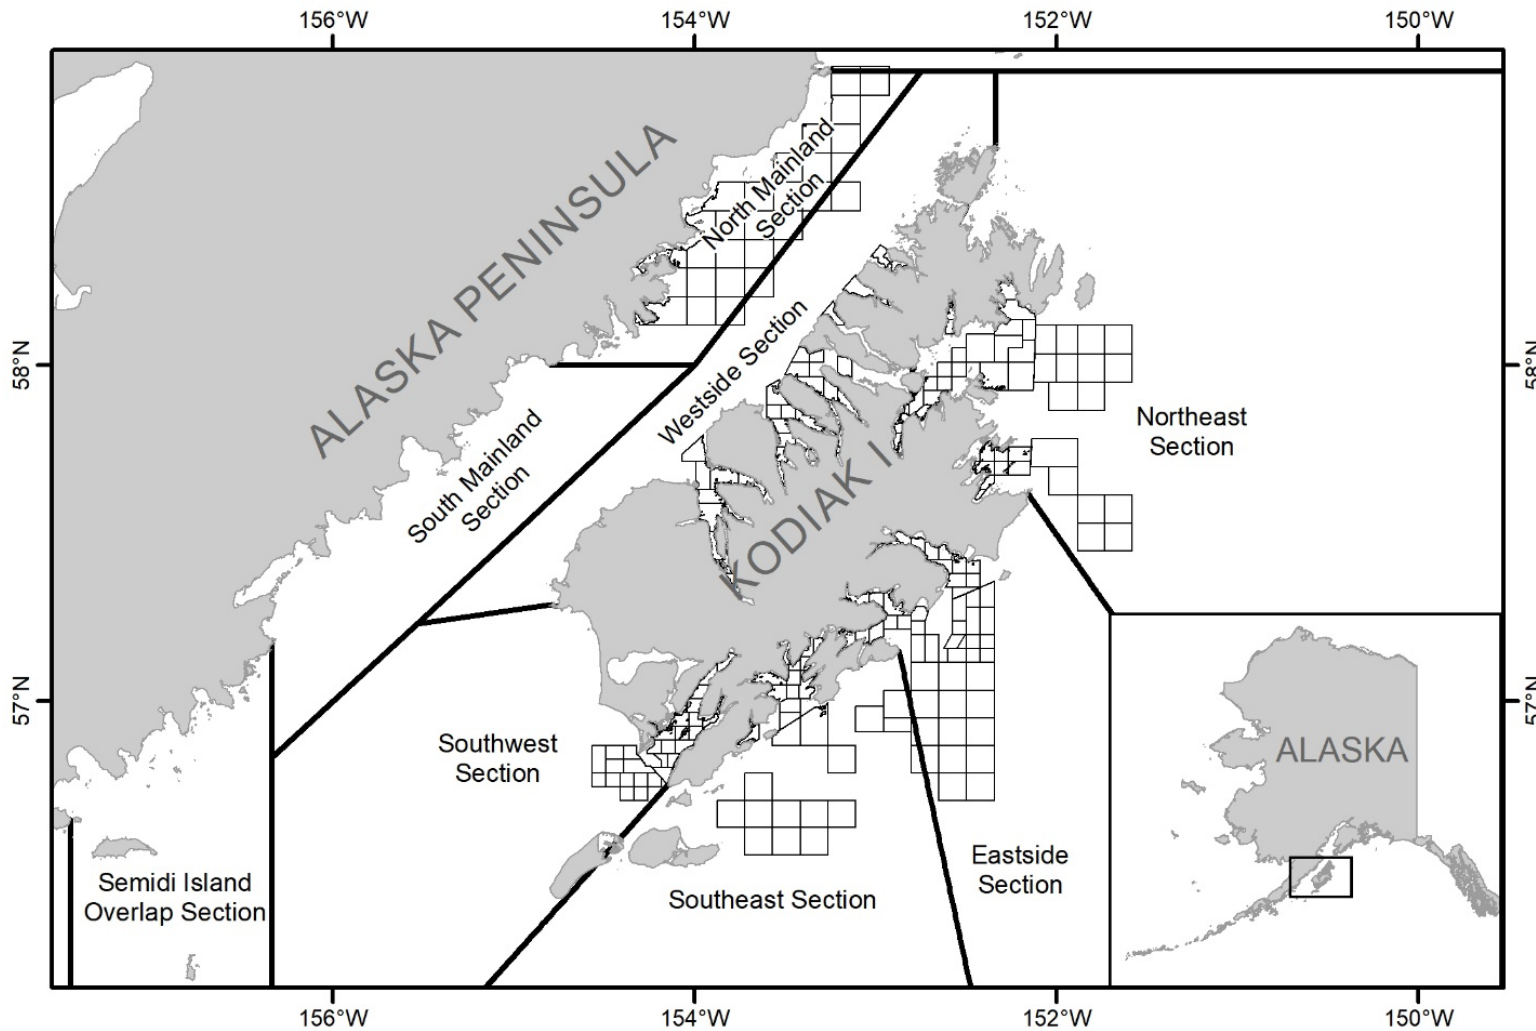 156°W
154°W
152°W
150°W
ALASKA PENINSULA
North Mainland
Section
58°N
58°N
Westside Section
Northeast
Section
South Mainland
Section
KODIAK I
57°N
57°N
Southwest
Section
ALASKA
Semidi Island
Overlap Section
Southeast Section
Eastside
Section
156°W
154°W
152°W
150°W